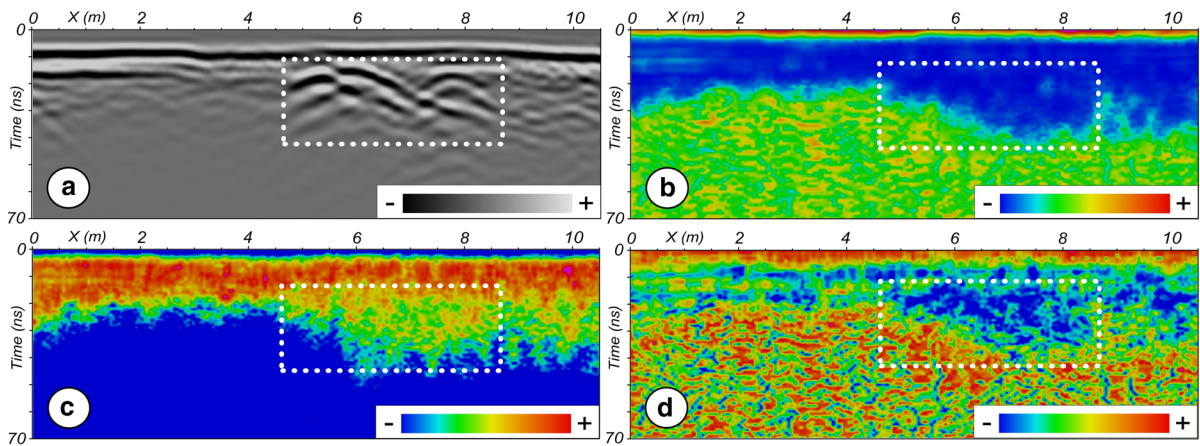 0 X (m) 2 4 6 8 10
0
Time (ns)
70
a
- +
0 X (m) 2 4 6 8 10
0
Time (ns)
70
b
- +
0 X (m) 2 4 6 8 10
0
Time (ns)
70
c
- +
X (m) 2 4 6 8 10
0
Time (ns)
70
d
- +